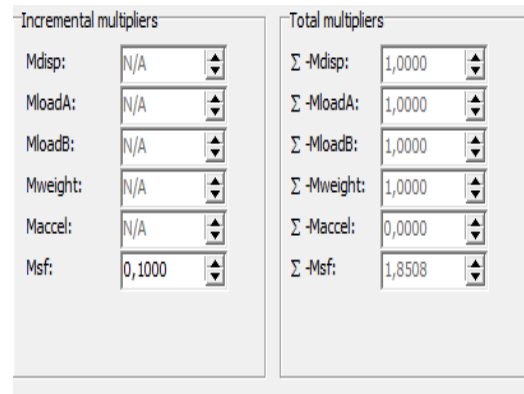 Incremental multipliers
Mdisp: N/A
MloadA: N/A
MloadB: N/A
Mweight: N/A
Maccel: N/A
Msf: 0,1000
Total multipliers
Σ -Mdisp: 1,0000
Σ -MloadA: 1,0000
Σ -MloadB: 1,0000
Σ -Mweight: 1,0000
Σ -Maccel: 0,0000
Σ -Msf: 1,8508